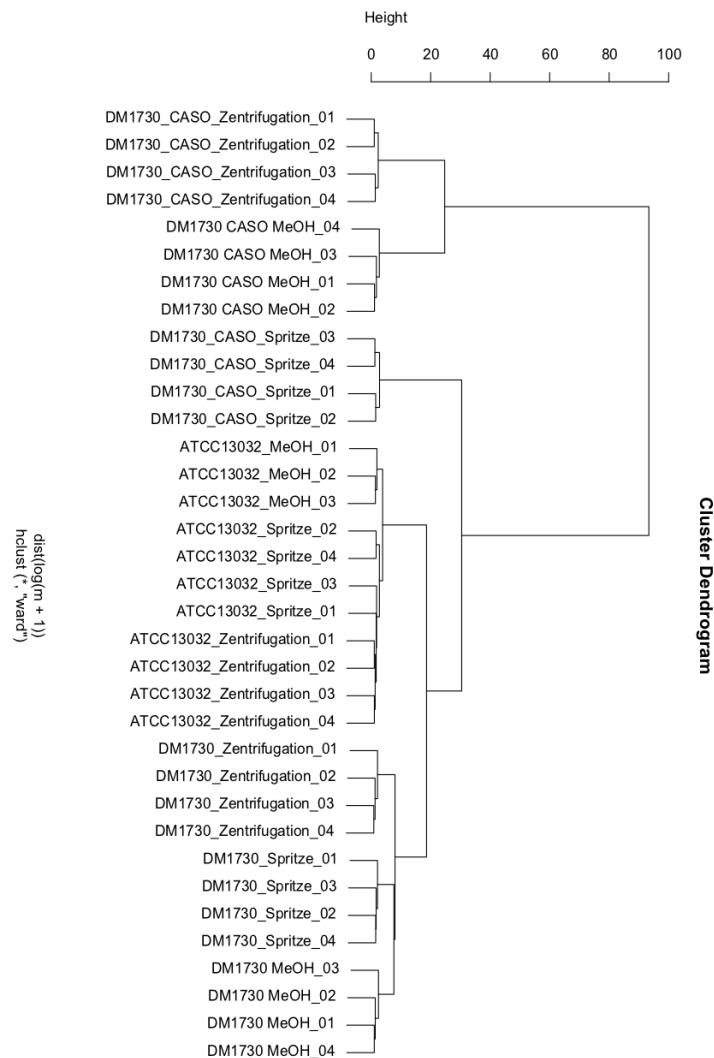 Height
0 20 40 60 80 100
DM1730_CASO_Zentrifugation_01
DM1730_CASO_Zentrifugation_02
DM1730_CASO_Zentrifugation_03
DM1730_CASO_Zentrifugation_04
DM1730 CASO MeOH_04
DM1730 CASO MeOH_03
DM1730 CASO MeOH_01
DM1730 CASO MeOH_02
DM1730_CASO_Spritze_03
DM1730_CASO_Spritze_04
DM1730_CASO_Spritze_01
DM1730_CASO_Spritze_02
ATCC13032_MeOH_01
ATCC13032_MeOH_02
ATCC13032_MeOH_03
ATCC13032_Spritze_02
ATCC13032_Spritze_04
ATCC13032_Spritze_03
ATCC13032_Spritze_01
ATCC13032_Zentrifugation_01
ATCC13032_Zentrifugation_02
ATCC13032_Zentrifugation_03
ATCC13032_Zentrifugation_04
DM1730_Zentrifugation_01
DM1730_Zentrifugation_02
DM1730_Zentrifugation_03
DM1730_Zentrifugation_04
DM1730_Spritze_01
DM1730_Spritze_03
DM1730_Spritze_02
DM1730_Spritze_04
DM1730 MeOH_03
DM1730 MeOH_02
DM1730 MeOH_01
DM1730 MeOH_04
Cluster Dendrogram
dist(log(m + 1))
hclust (*, "ward")